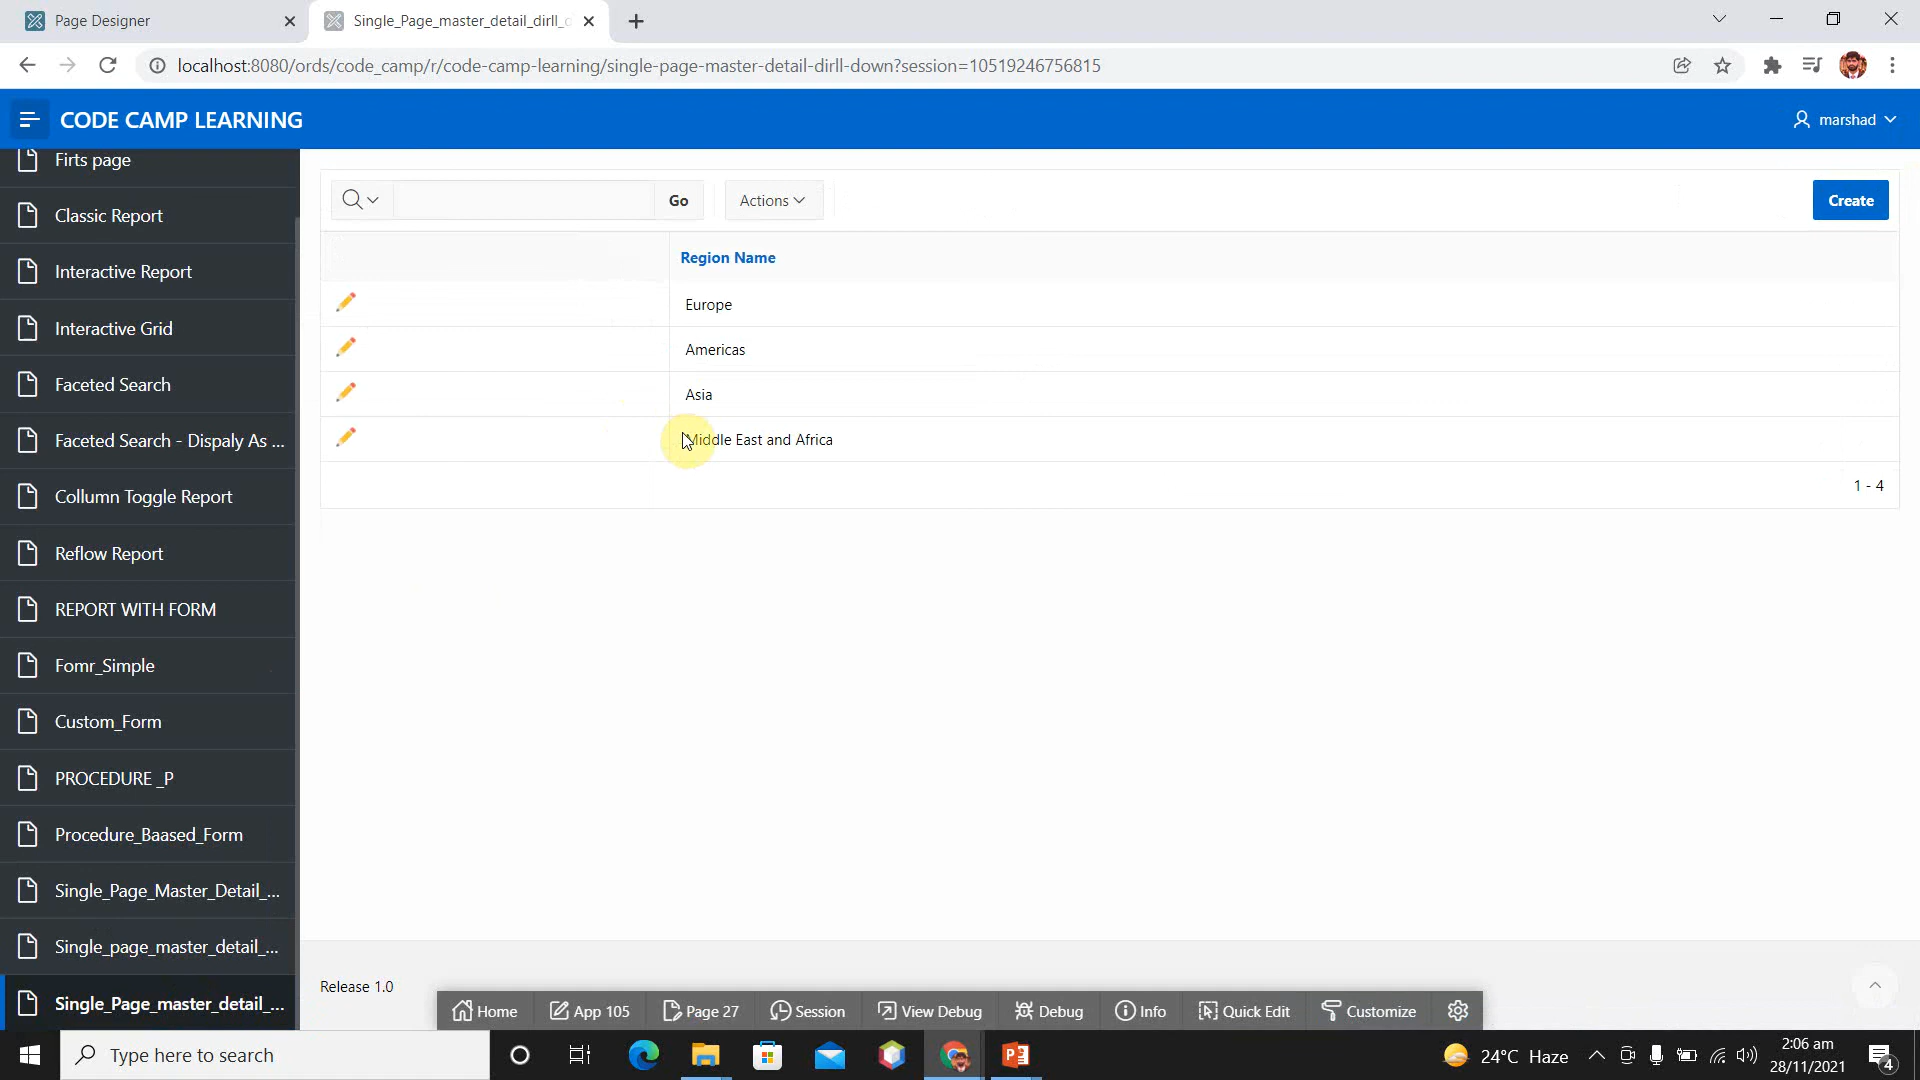 Page Designer
Single_Page_master_detail_dirll_d
localhost:8080/ords/code_camp/r/code-camp-learning/single-page-master-detail-dirll-down?session=10519246756815
CODE CAMP LEARNING
marshad
Firts page
Classic Report
Interactive Report
Interactive Grid
Faceted Search
Faceted Search - Dispaly As ...
Collumn Toggle Report
Reflow Report
REPORT WITH FORM
Fomr_Simple
Custom_Form
PROCEDURE _P
Procedure_Baased_Form
Single_Page_Master_Detail_...
Single_page_master_detail_...
Single_Page_master_detail_...
Go
Actions
Create
Region Name
Europe
Americas
Asia
Middle East and Africa
1 - 4
Release 1.0
Home
App 105
Page 27
Session
View Debug
Debug
Info
Quick Edit
Customize
Type here to search
24°C Haze
2:06 am
28/11/2021
4